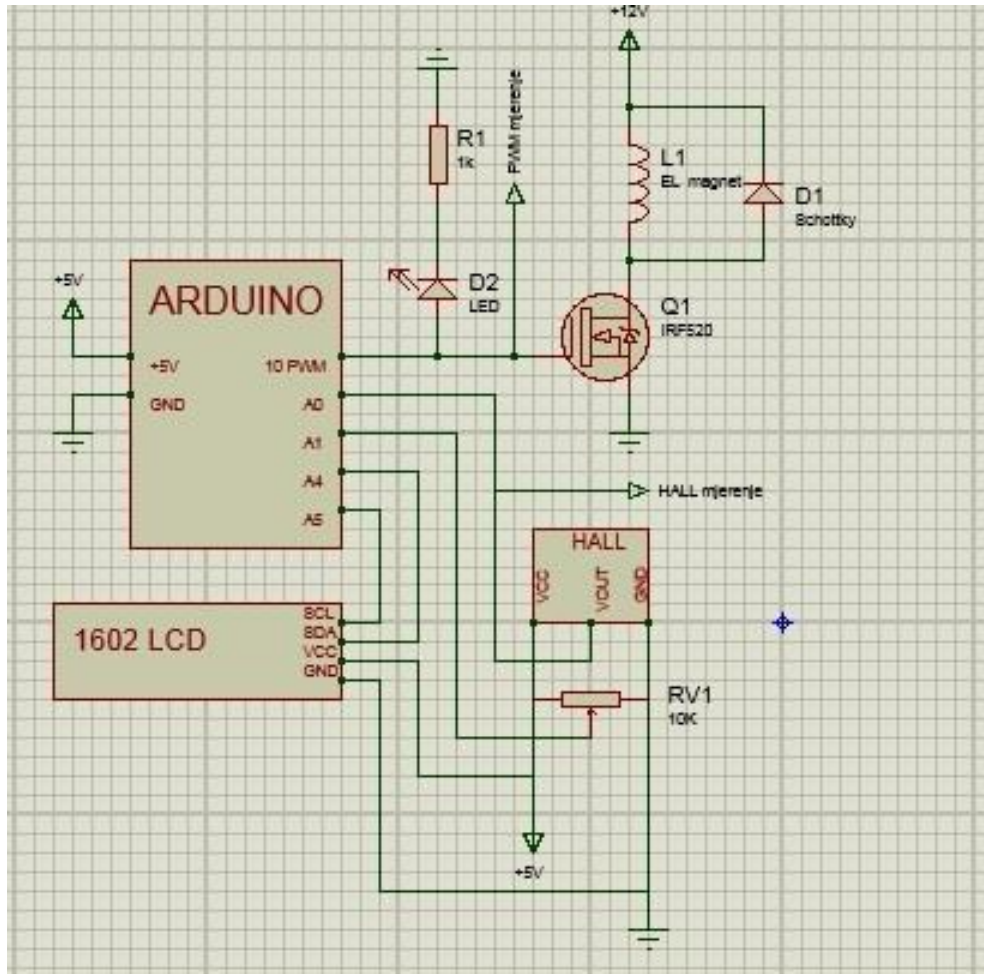 +12V
R1
1k
PWM mjerenje
L1
EL magnet
D1
Schottky
+5V
ARDUINO
D2
LED
Q1
IRF520
+5V
10 PWM
GND
A0
A1
A4
A5
HALL mjerenje
HALL
VCC
VOUT
GND
1602 LCD
SCL
SDA
VCC
GND
RV1
10K
+5V